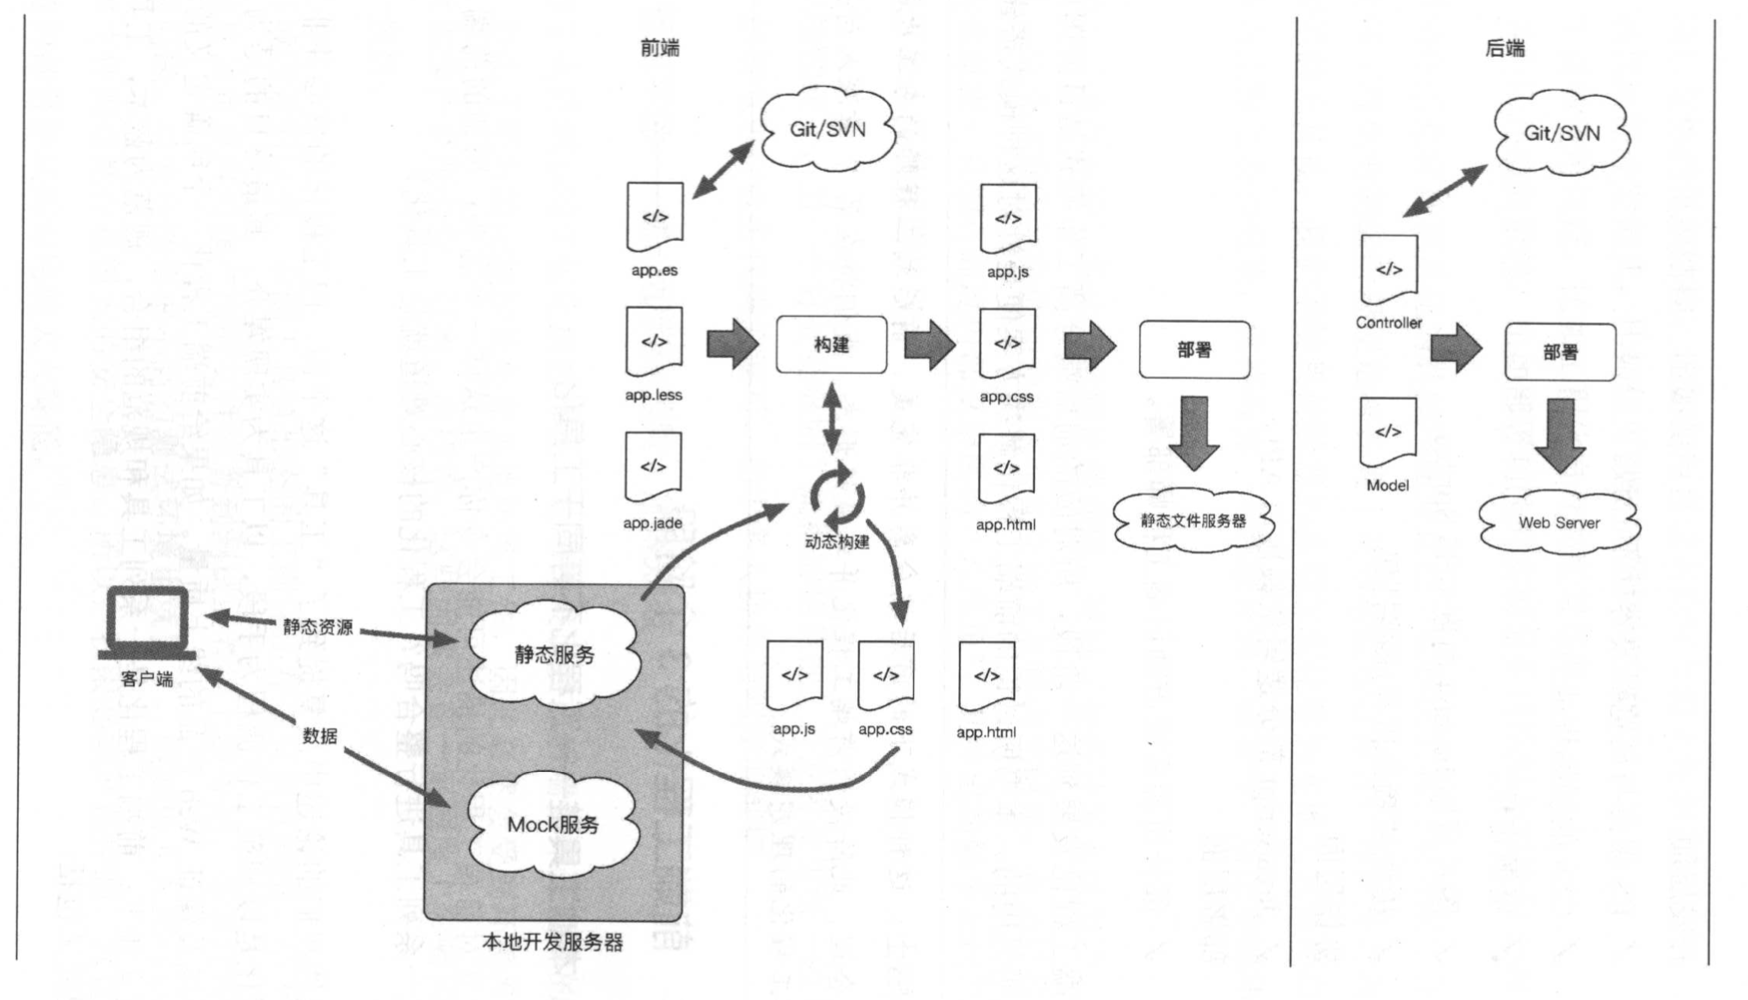 前端
后端
Git/SVN
Git/SVN
</>
app.es
</>
app.js
</>
Controller
</>
app.less
构建
</>
app.css
部署
部署
</>
app.jade
动态构建
</>
app.html
静态文件服务器
</>
Model
Web Server
客户端
静态资源
数据
静态服务
Mock服务
本地开发服务器
</>
app.js
</>
app.css
</>
app.html